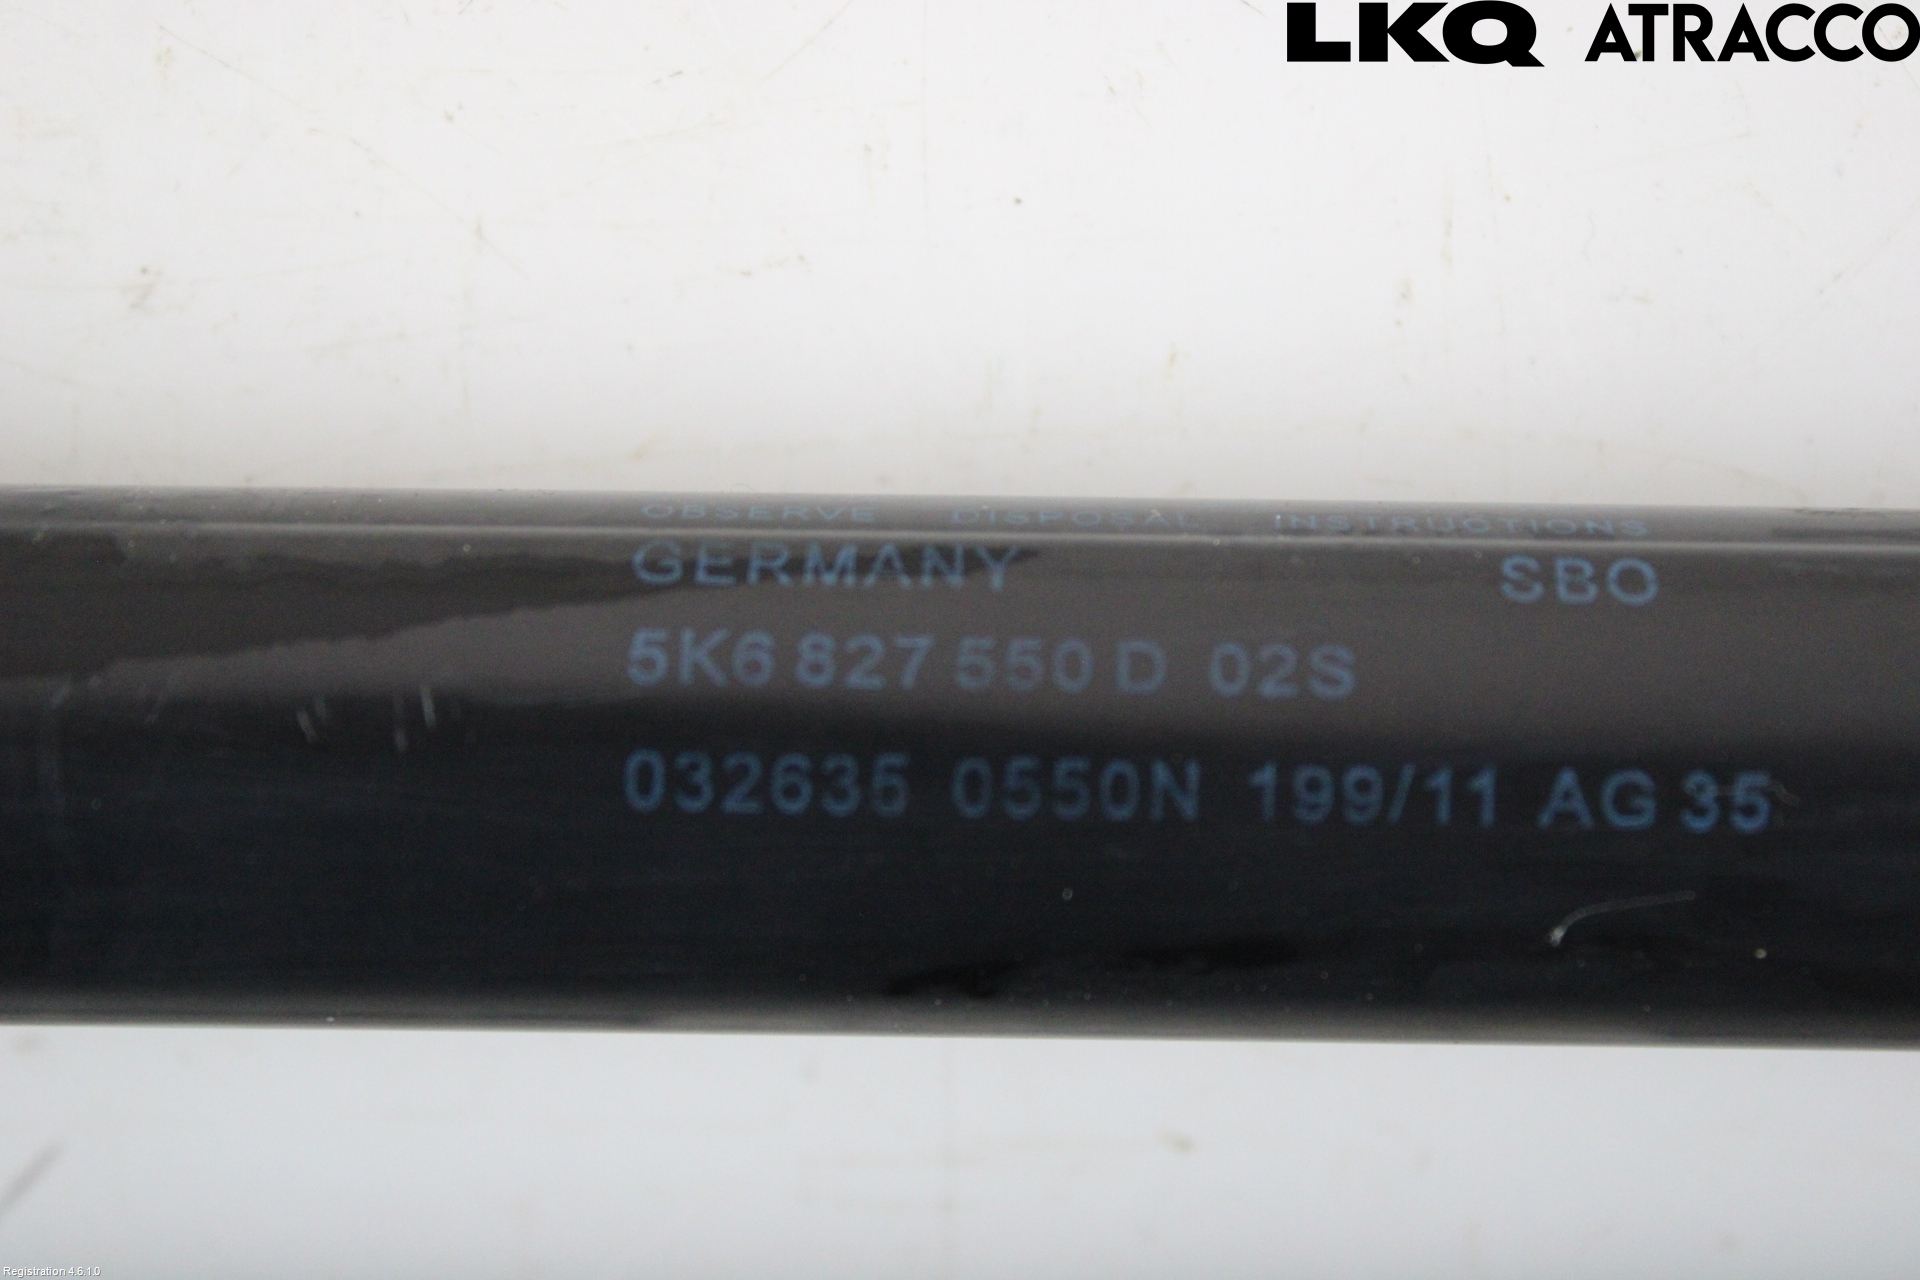 LKQ ATRACCO
OBSERVE DISPOSAL INSTRUCTIONS
GERMANY SBO
5K6 827 550 D 02S
032635 0550N 199/11 AG 35
Registration 4.6.1.0